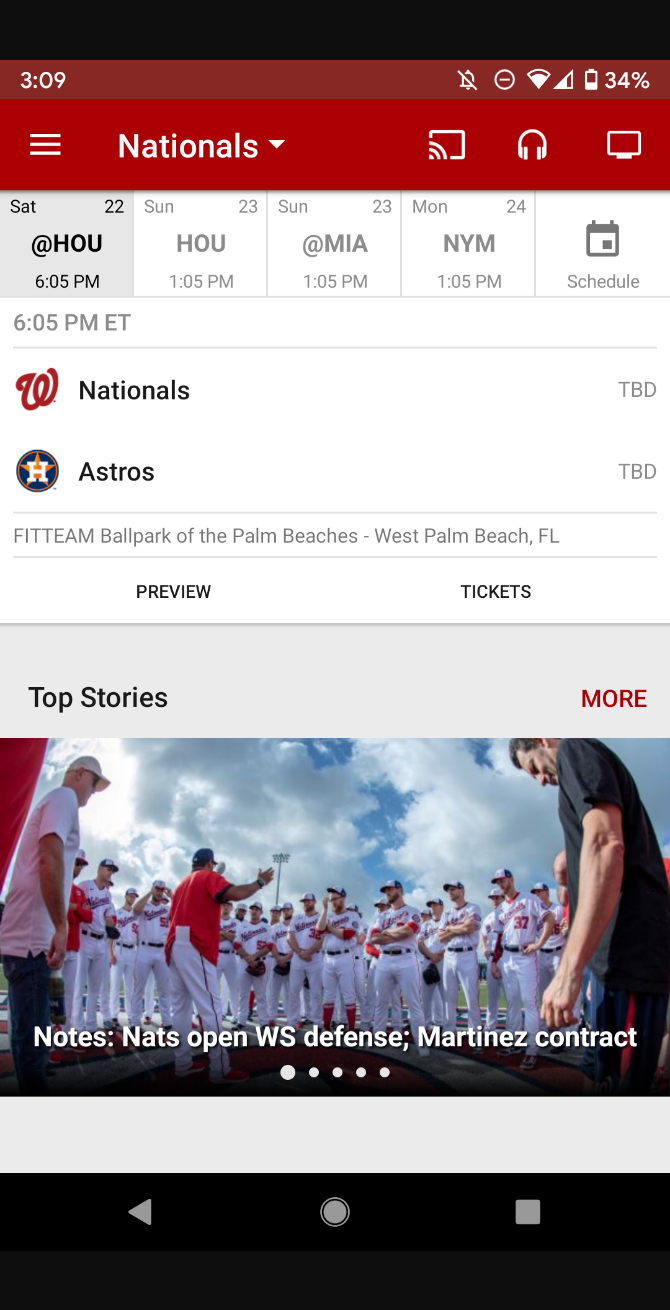 3:09 34%
Nationals
Sat 22 Sun 23 Sun 23 Mon 24
@HOU HOU @MIA NYM
6:05 PM 1:05 PM 1:05 PM 1:05 PM Schedule
6:05 PM ET
W Nationals TBD
H Astros TBD
FITTEAM Ballpark of the Palm Beaches - West Palm Beach, FL
PREVIEW TICKETS
Top Stories MORE
37
Notes: Nats open WS defense; Martinez contract